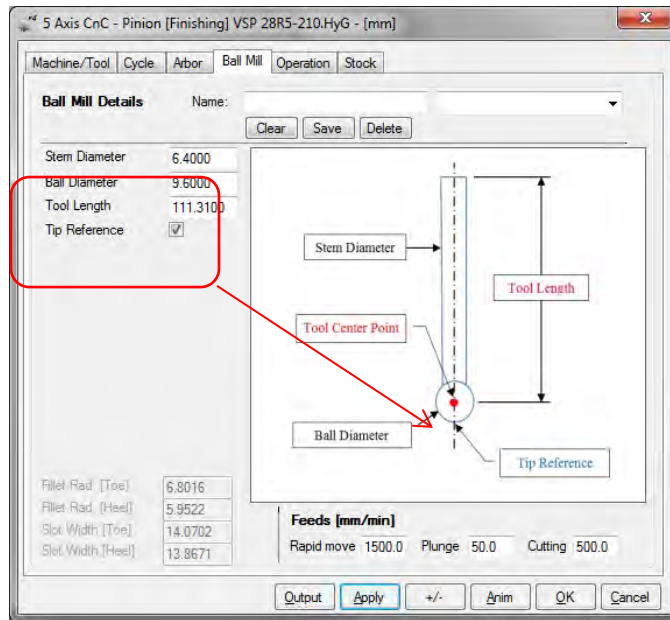 5 Axis CnC - Pinion [Finishing] VSP 28R5-210.HyG - [mm]
Machine/Tool Cycle Arbor Ball Mill Operation Stock
Ball Mill Details Name:
Clear Save Delete
Stem Diameter 6.4000
Ball Diameter 9.6000
Tool Length 111.3100
Tip Reference
Stem Diameter
Tool Length
Tool Center Point
Ball Diameter
Tip Reference
Fillet Rad. [Toe] 6.8016
Fillet Rad. [Heel] 5.9522
Slot Width [Toe] 14.0702
Slot Width [Heel] 13.8671
Feeds [mm/min]
Rapid move 1500.0 Plunge 50.0 Cutting 500.0
Output Apply +/- Anim OK Cancel